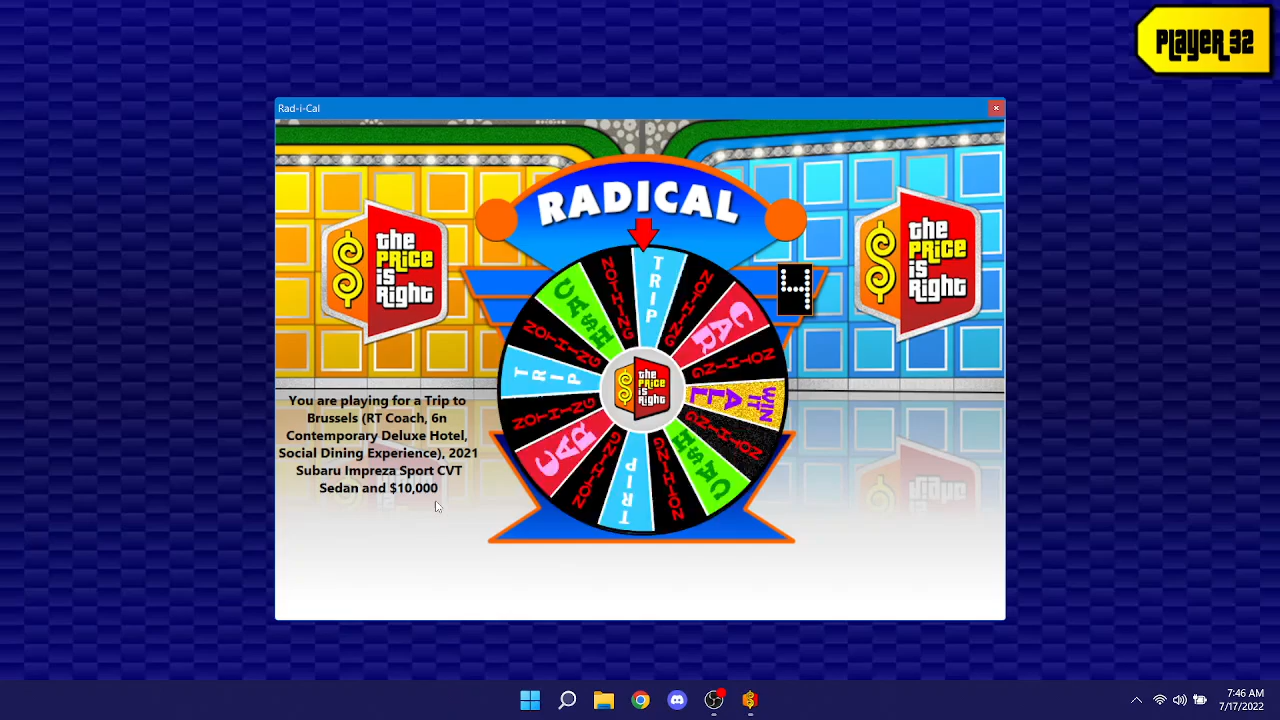 PLAYER 32
Rad-i-Cal
RADICAL
4
the PRiCE is Right
the PRiCE is Right
TRIP
NOTHING
CAR
NOTHING
WIN IT ALL
NOTHING
CASH
NOTHING
TRIP
NOTHING
CAR
NOTHING
TRIP
NOTHING
CASH
NOTHING
the PRiCE is Right
You are playing for a Trip to
Brussels (RT Coach, 6n
Contemporary Deluxe Hotel,
Social Dining Experience), 2021
Subaru Impreza Sport CVT
Sedan and $10,000
7:46 AM
7/17/2022